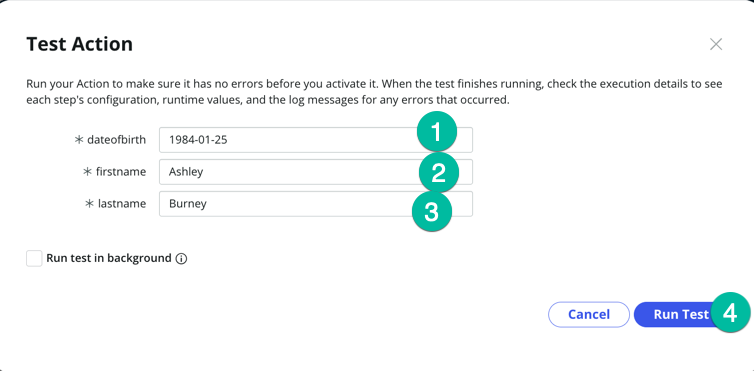 Test Action
Run your Action to make sure it has no errors before you activate it. When the test finishes running, check the execution details to see
each step's configuration, runtime values, and the log messages for any errors that occurred.
* dateofbirth 1984-01-25 1
* firstname Ashley 2
* lastname Burney 3
Run test in background
Cancel Run Test 4